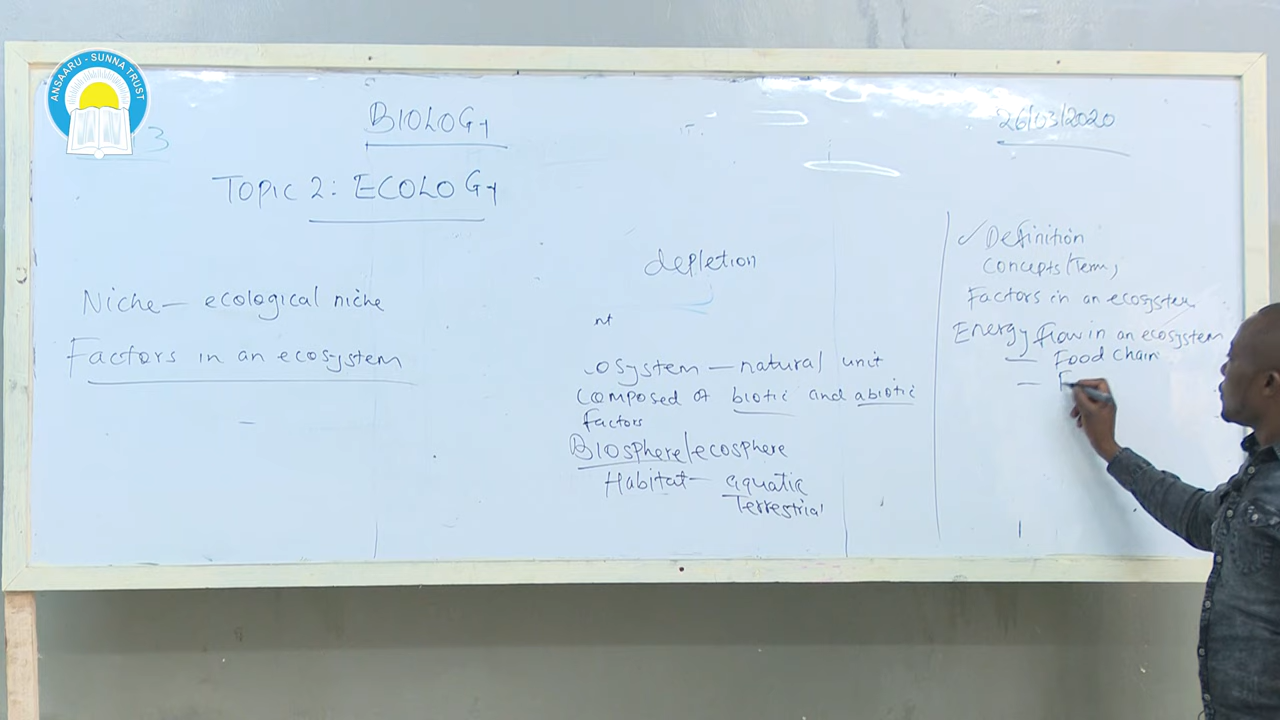 ANSAARU - SUNNA TRUST
3
BIOLOGY
26/03/2020
TOPIC 2: ECOLOGY
Niche — ecological niche
Factors in an ecosystem
depletion
nt
osystem — natural unit
composed of biotic and abiotic
factors
Biosphere/ecosphere
Habitat — aquatic
Terrestrial
✓ Definition
Concepts (Term,
Factors in an ecosystem
Energy flow in an ecosystem
— Food chain
— F